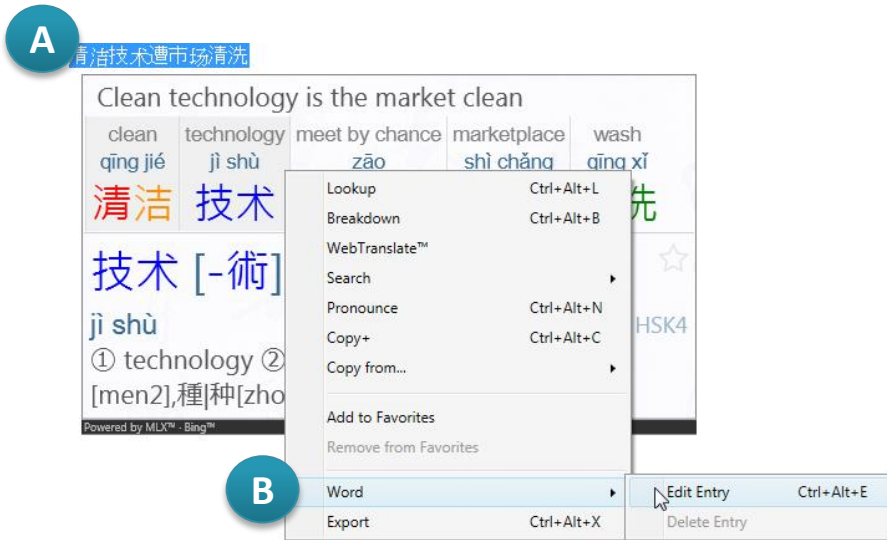 A
清洁技术遭市场清洗
Clean technology is the market clean
clean technology meet by chance marketplace wash
qīng jié jì shù zāo shì chǎng qīng xǐ
清洁 技术 洗
技术 [-術]
jì shù
HSK4
① technology ②
[men2],種|种[zho
Powered by MLX™ - Bing™
Lookup Ctrl+Alt+L
Breakdown Ctrl+Alt+B
WebTranslate™
Search
Pronounce Ctrl+Alt+N
Copy+ Ctrl+Alt+C
Copy from...
Add to Favorites
Remove from Favorites
B
Word
Edit Entry Ctrl+Alt+E
Export Ctrl+Alt+X
Delete Entry